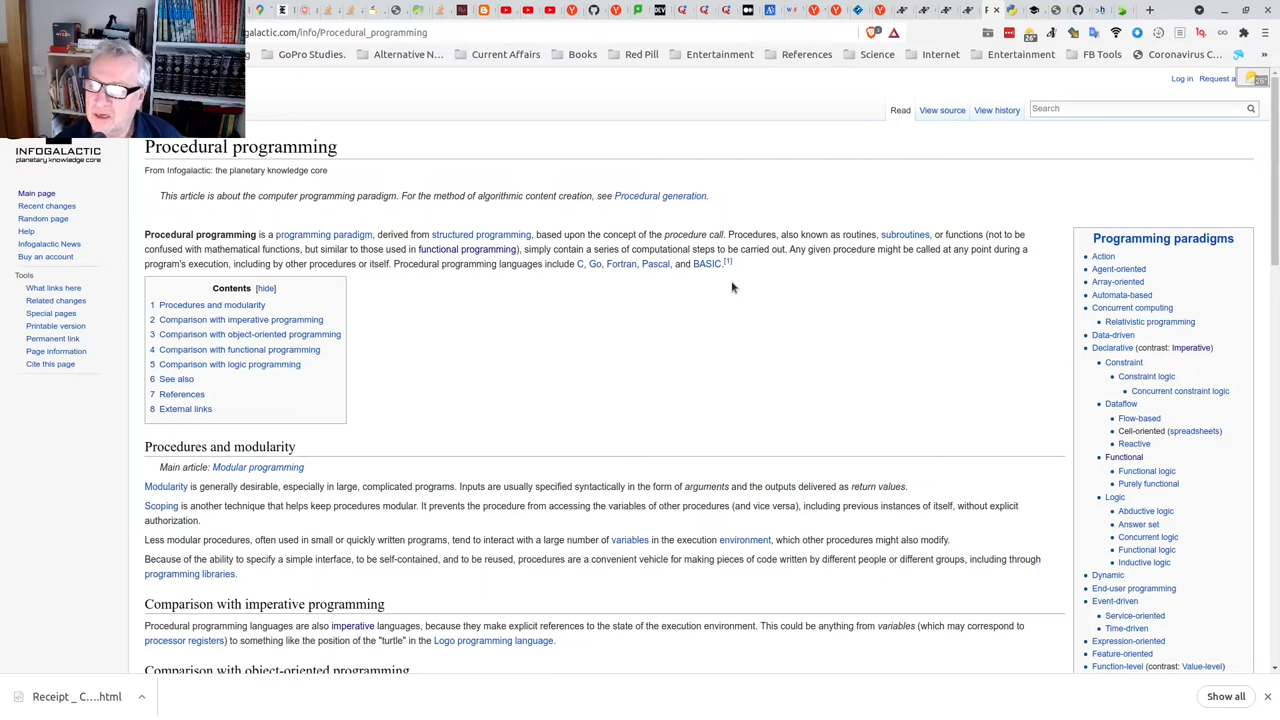 galactic.com/info/Procedural_programming
26
GoPro Studies.
Alternative N...
Current Affairs
Books
Red Pill
Entertainment
References
Science
Internet
Entertainment
FB Tools
Coronavirus C...
Log in
Request a
26°
Read
View source
View history
Search
INFOGALACTIC
planetary knowledge core
Main page
Recent changes
Random page
Help
Infogalactic News
Buy an account
Tools
What links here
Related changes
Special pages
Printable version
Permanent link
Page information
Cite this page
Procedural programming
From Infogalactic: the planetary knowledge core
This article is about the computer programming paradigm. For the method of algorithmic content creation, see Procedural generation.
Procedural programming is a programming paradigm, derived from structured programming, based upon the concept of the procedure call. Procedures, also known as routines, subroutines, or functions (not to
be confused with mathematical functions, but similar to those used in functional programming), simply contain a series of computational steps to be carried out. Any given procedure might be called at any point during a
program's execution, including by other procedures or itself. Procedural programming languages include C, Go, Fortran, Pascal, and BASIC.[1]
Contents [hide]
1 Procedures and modularity
2 Comparison with imperative programming
3 Comparison with object-oriented programming
4 Comparison with functional programming
5 Comparison with logic programming
6 See also
7 References
8 External links
Procedures and modularity
Main article: Modular programming
Modularity is generally desirable, especially in large, complicated programs. Inputs are usually specified syntactically in the form of arguments and the outputs delivered as return values.
Scoping is another technique that helps keep procedures modular. It prevents the procedure from accessing the variables of other procedures (and vice versa), including previous instances of itself, without explicit
authorization.
Less modular procedures, often used in small or quickly written programs, tend to interact with a large number of variables in the execution environment, which other procedures might also modify.
Because of the ability to specify a simple interface, to be self-contained, and to be reused, procedures are a convenient vehicle for making pieces of code written by different people or different groups, including through
programming libraries.
Comparison with imperative programming
Procedural programming languages are also imperative languages, because they make explicit references to the state of the execution environment. This could be anything from variables (which may correspond to
processor registers) to something like the position of the "turtle" in the Logo programming language.
Comparison with object-oriented programming
Programming paradigms
Action
Agent-oriented
Array-oriented
Automata-based
Concurrent computing
Relativistic programming
Data-driven
Declarative (contrast: Imperative)
Constraint
Constraint logic
Concurrent constraint logic
Dataflow
Flow-based
Cell-oriented (spreadsheets)
Reactive
Functional
Functional logic
Purely functional
Logic
Abductive logic
Answer set
Concurrent logic
Functional logic
Inductive logic
Dynamic
End-user programming
Event-driven
Service-oriented
Time-driven
Expression-oriented
Feature-oriented
Function-level (contrast: Value-level)
Receipt _ C....html
Show all